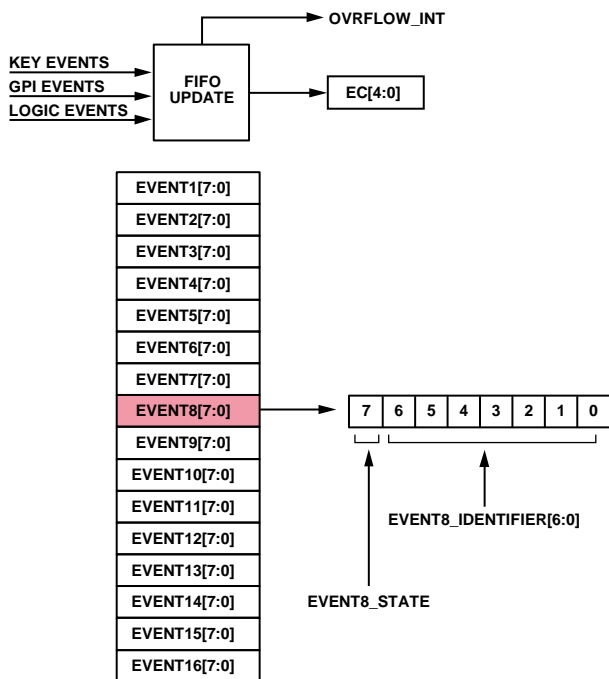 OVRFLOW_INT
KEY EVENTS
GPI EVENTS
LOGIC EVENTS
FIFO
UPDATE
EC[4:0]
EVENT1[7:0]
EVENT2[7:0]
EVENT3[7:0]
EVENT4[7:0]
EVENT5[7:0]
EVENT6[7:0]
EVENT7[7:0]
EVENT8[7:0]
7 6 5 4 3 2 1 0
EVENT9[7:0]
EVENT10[7:0]
EVENT11[7:0]
EVENT8_IDENTIFIER[6:0]
EVENT12[7:0]
EVENT13[7:0]
EVENT14[7:0]
EVENT8_STATE
EVENT15[7:0]
EVENT16[7:0]